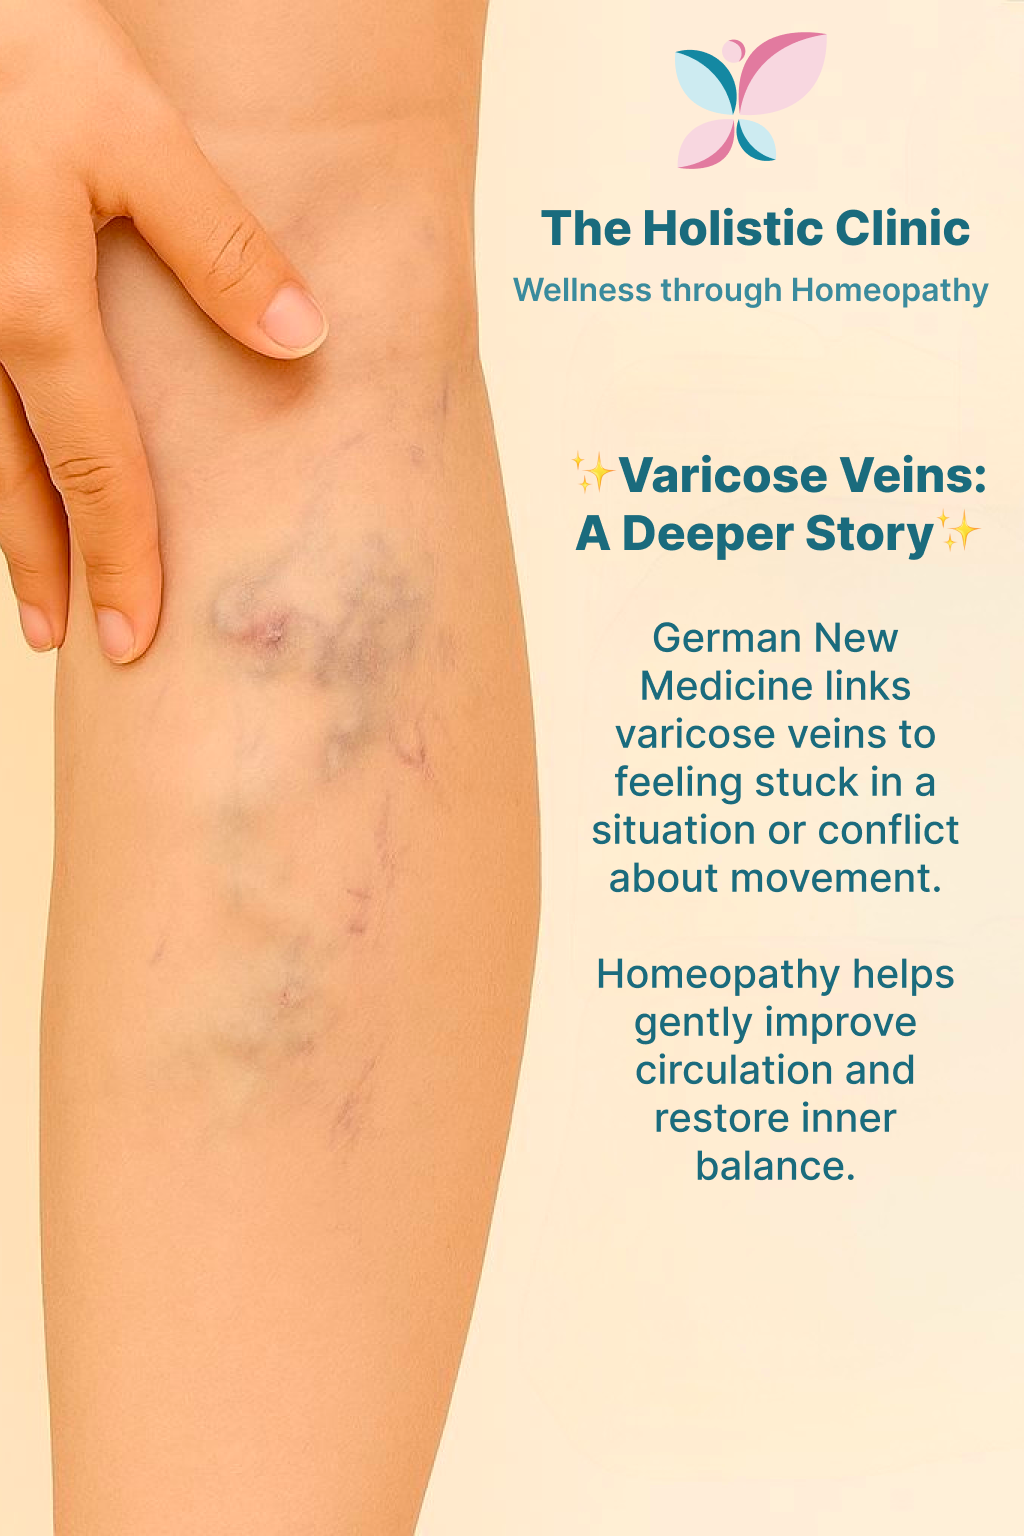 The Holistic Clinic
Wellness through Homeopathy
✨Varicose Veins:
A Deeper Story✨
German New
Medicine links
varicose veins to
feeling stuck in a
situation or conflict
about movement.
Homeopathy helps
gently improve
circulation and
restore inner
balance.